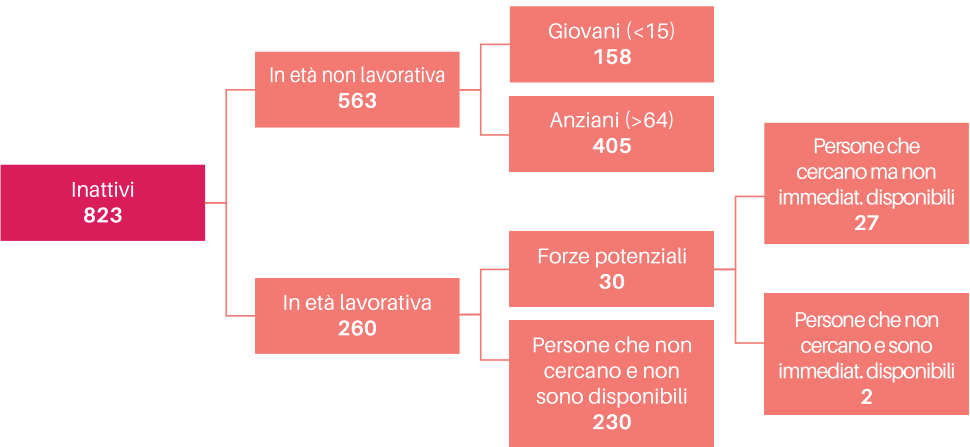 Inattivi
823
In età non lavorativa
563
Giovani (<15)
158
Anziani (>64)
405
In età lavorativa
260
Forze potenziali
30
Persone che non
cercano e non
sono disponibili
230
Persone che
cercano ma non
immediat. disponibili
27
Persone che non
cercano e sono
immediat. disponibili
2